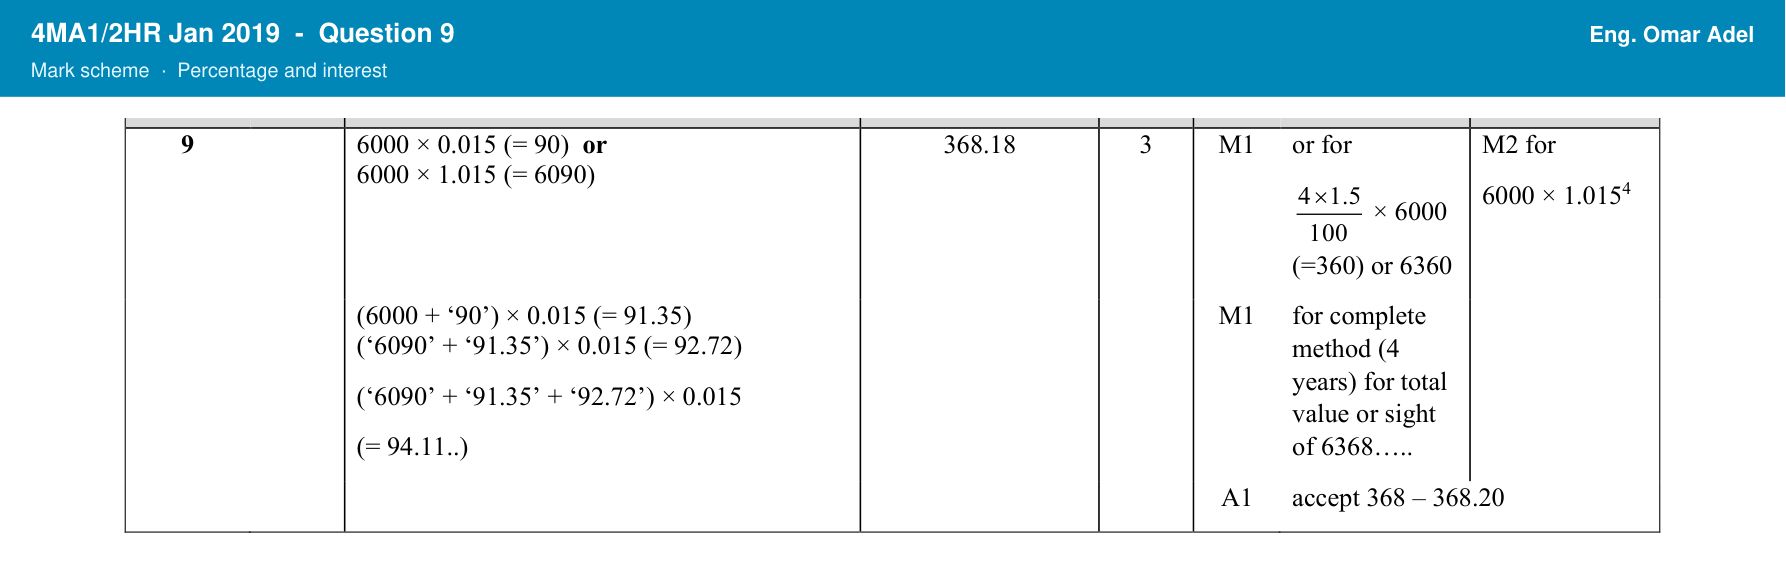 4MA1/2HR Jan 2019 - Question 9
Eng. Omar Adel
Mark scheme · Percentage and interest
9
6000 × 0.015 (= 90) or
6000 × 1.015 (= 6090)
368.18
3
M1
or for
4×1.5
100
× 6000
(=360) or 6360
M2 for
6000 × 1.015⁴
(6000 + ‘90’) × 0.015 (= 91.35)
(‘6090’ + ‘91.35’) × 0.015 (= 92.72)
(‘6090’ + ‘91.35’ + ‘92.72’) × 0.015
(= 94.11..)
M1
for complete
method (4
years) for total
value or sight
of 6368…..
A1
accept 368 – 368.20